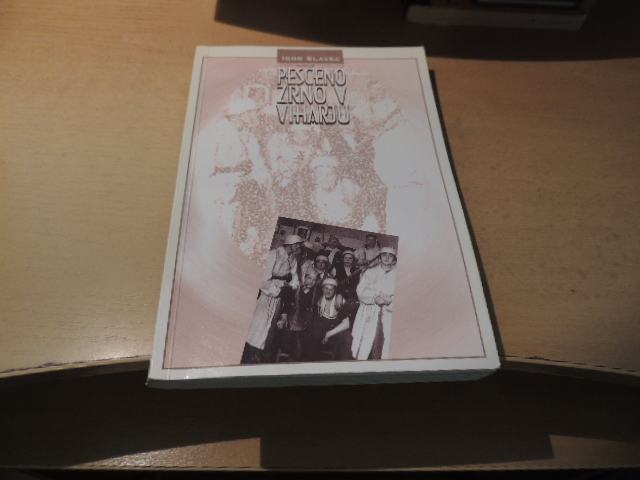 IGOR SLAVEC
PEŠČENO
ZRNO V
VIHARJU